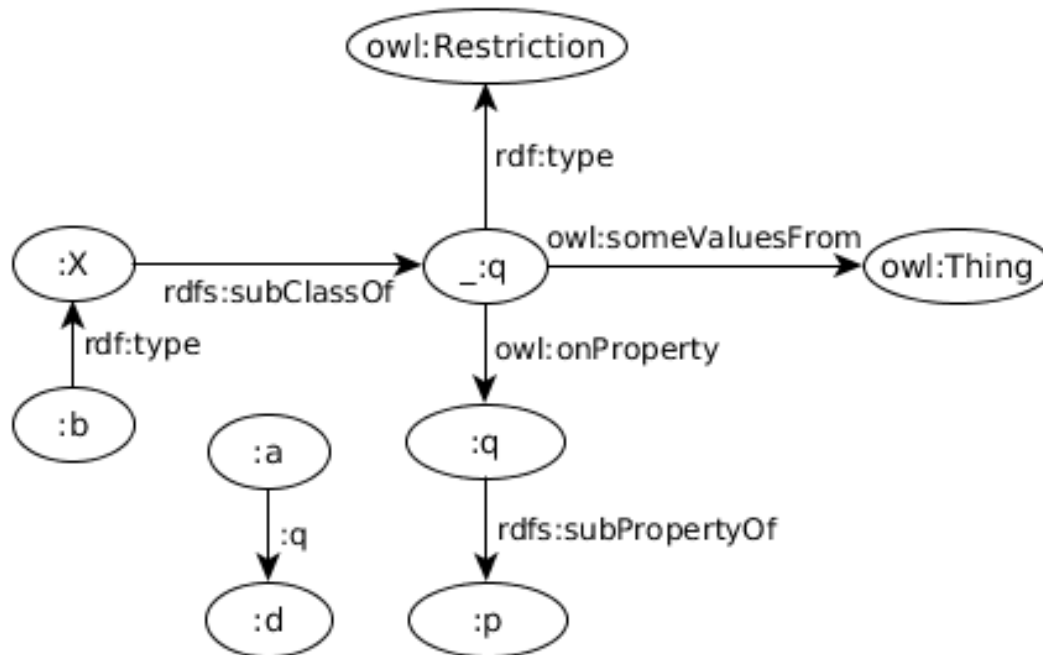 owl:Restriction
rdf:type
owl:someValuesFrom
:X
_:q
owl:Thing
rdfs:subClassOf
rdf:type
owl:onProperty
:b
:a
:q
:q
rdfs:subPropertyOf
:d
:p